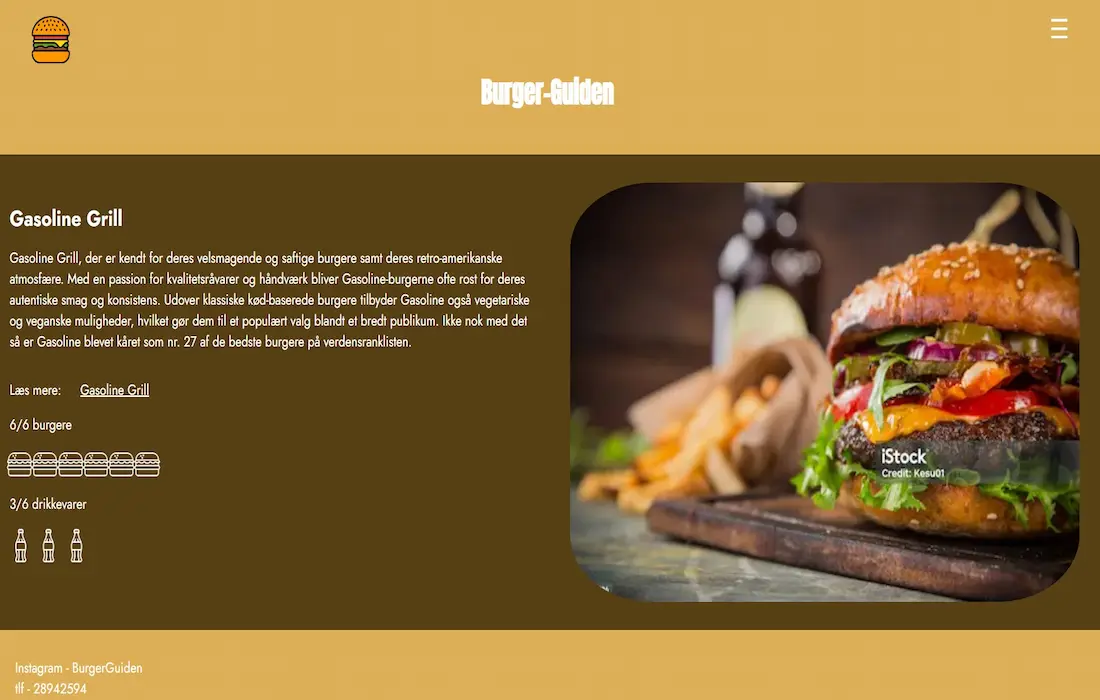 Burger-Guiden
Gasoline Grill
Gasoline Grill, der er kendt for deres velsmagende og saftige burgere samt deres retro-amerikanske
atmosfære. Med en passion for kvalitetsråvarer og håndværk bliver Gasoline-burgerne ofte rost for deres
autentiske smag og konsistens. Udover klassiske kød-baserede burgere tilbyder Gasoline også vegetariske
og veganske muligheder, hvilket gør dem til et populært valg blandt et bredt publikum. Ikke nok med det
så er Gasoline blevet kåret som nr. 27 af de bedste burgere på verdensranklisten.
Læs mere: Gasoline Grill
6/6 burgere
3/6 drikkevarer
iStock
Credit: Kesu01
Instagram - BurgerGuiden
tlf - 28942594